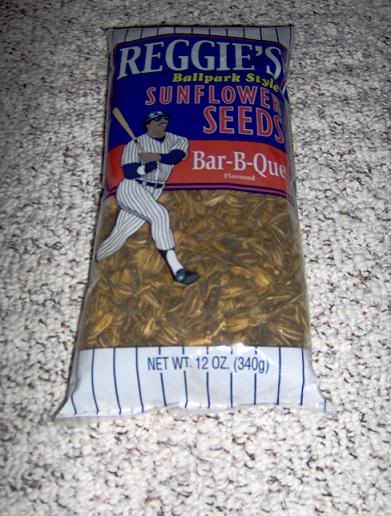 REGGIE'S
Ballpark Style
SUNFLOWER
SEEDS
Bar-B-Que
Flavored
NET WT. 12 OZ. (340g)